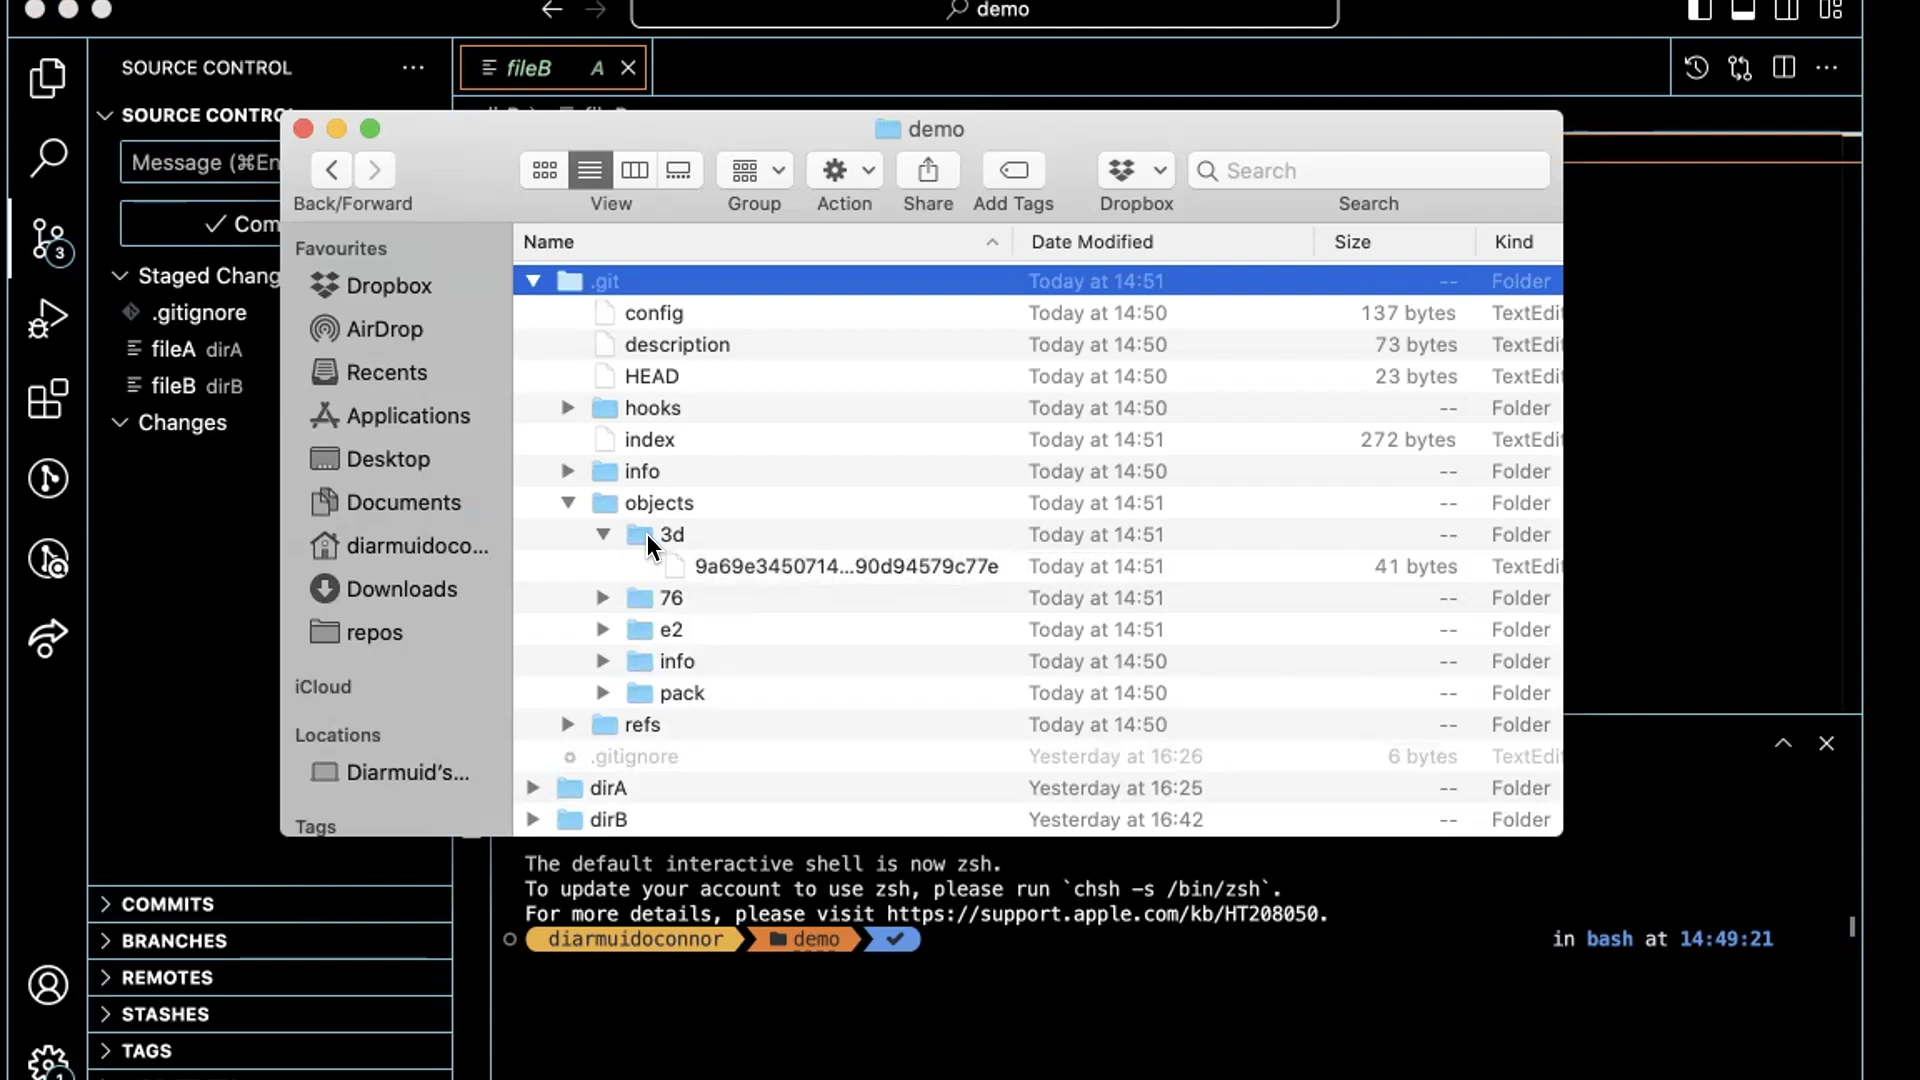 demo
SOURCE CONTROL
fileB A
SOURCE CONTRO
Message (⌘En
Com
Staged Chang
.gitignore
fileA dirA
fileB dirB
Changes
3
COMMITS
BRANCHES
REMOTES
STASHES
TAGS
1
demo
Back/Forward
View
Group
Action
Share
Add Tags
Dropbox
Search
Search
Favourites
Dropbox
AirDrop
Recents
Applications
Desktop
Documents
diarmuidoco...
Downloads
repos
iCloud
Locations
Diarmuid's...
Tags
Name Date Modified Size Kind
.git Today at 14:51 -- Folder
config Today at 14:50 137 bytes TextEdi
description Today at 14:50 73 bytes TextEdi
HEAD Today at 14:50 23 bytes TextEdi
hooks Today at 14:50 -- Folder
index Today at 14:51 272 bytes TextEdi
info Today at 14:50 -- Folder
objects Today at 14:51 -- Folder
3d Today at 14:51 -- Folder
9a69e3450714...90d94579c77e Today at 14:51 41 bytes TextEdi
76 Today at 14:51 -- Folder
e2 Today at 14:51 -- Folder
info Today at 14:50 -- Folder
pack Today at 14:50 -- Folder
refs Today at 14:50 -- Folder
.gitignore Yesterday at 16:26 6 bytes TextEdi
dirA Yesterday at 16:25 -- Folder
dirB Yesterday at 16:42 -- Folder
The default interactive shell is now zsh.
To update your account to use zsh, please run `chsh -s /bin/zsh`.
For more details, please visit https://support.apple.com/kb/HT208050.
diarmuidoconnor demo in bash at 14:49:21